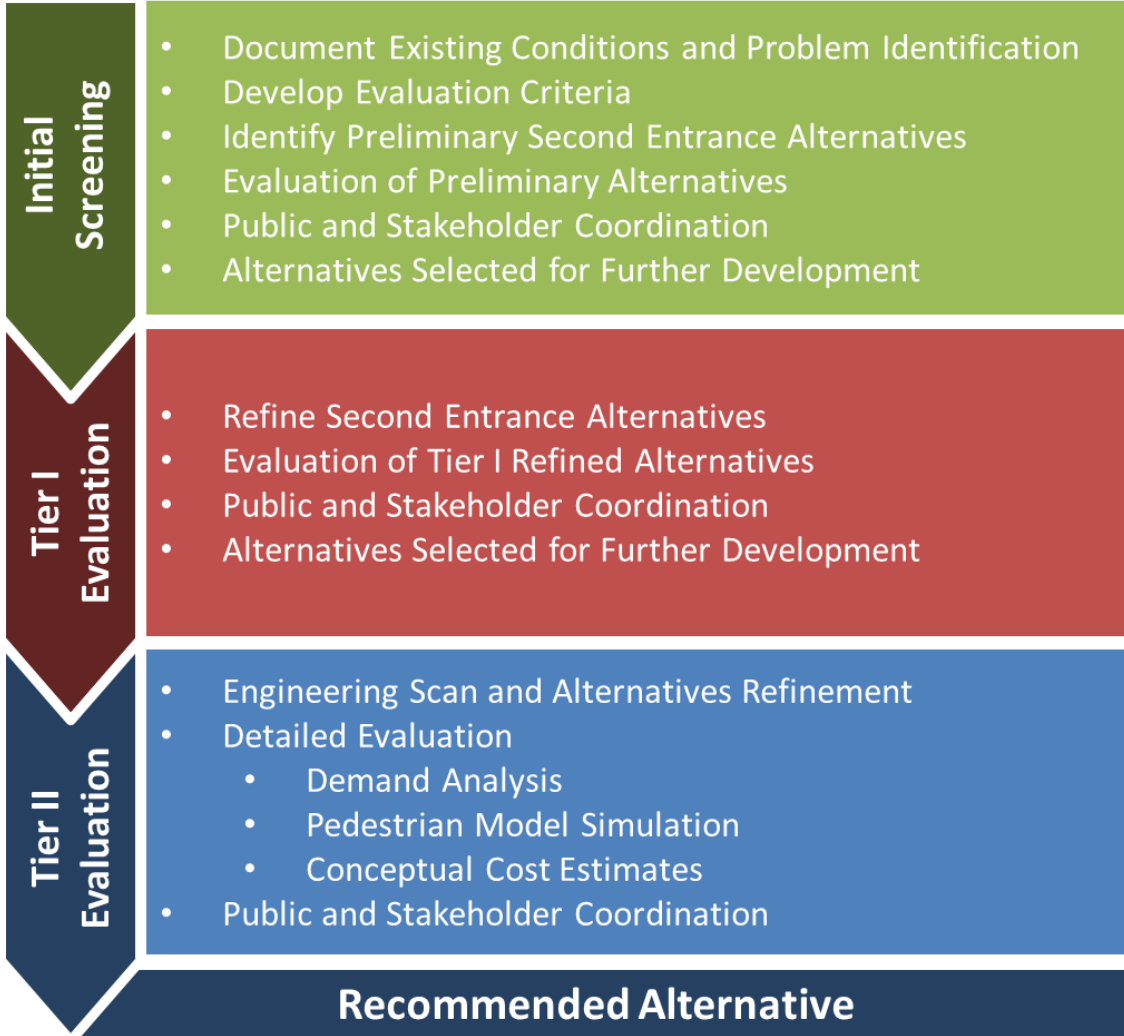 Initial
Screening
• Document Existing Conditions and Problem Identification
• Develop Evaluation Criteria
• Identify Preliminary Second Entrance Alternatives
• Evaluation of Preliminary Alternatives
• Public and Stakeholder Coordination
• Alternatives Selected for Further Development
Tier I
Evaluation
• Refine Second Entrance Alternatives
• Evaluation of Tier I Refined Alternatives
• Public and Stakeholder Coordination
• Alternatives Selected for Further Development
Tier II
Evaluation
• Engineering Scan and Alternatives Refinement
• Detailed Evaluation
• Demand Analysis
• Pedestrian Model Simulation
• Conceptual Cost Estimates
• Public and Stakeholder Coordination
Recommended Alternative